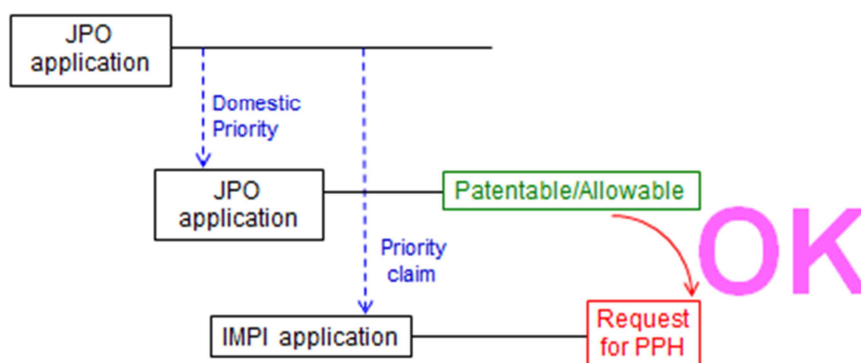 JPO
application
Domestic
Priority
JPO
application
Patentable/Allowable
OK
Priority
claim
IMPI application
Request
for PPH